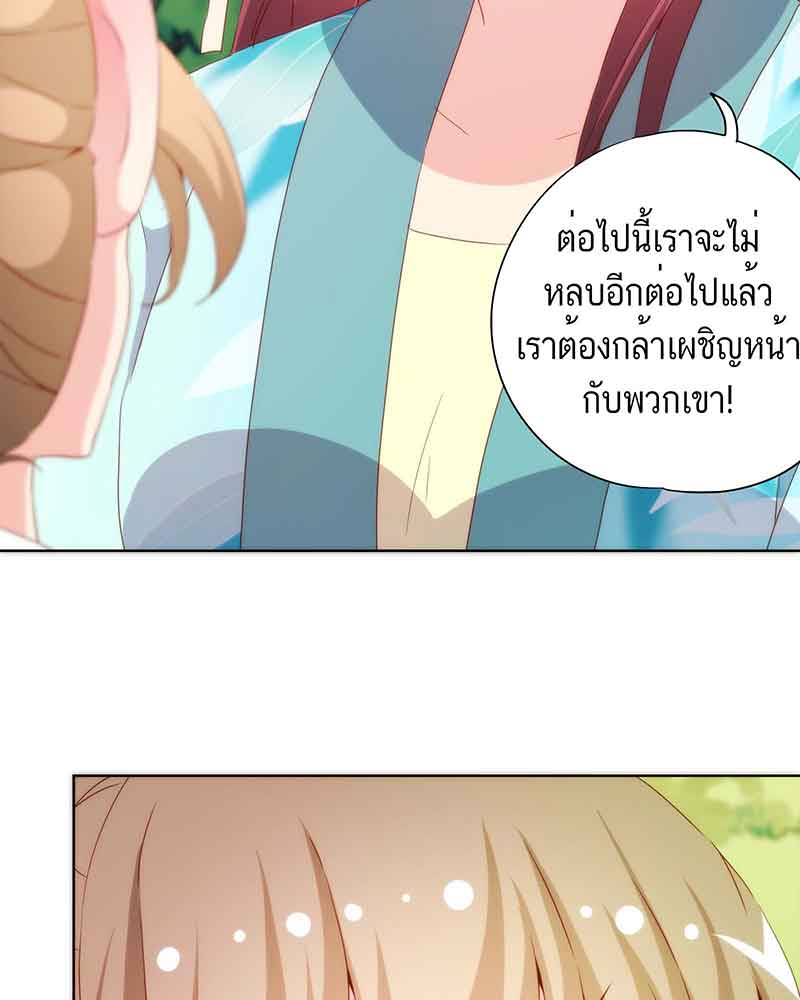 ต่อไปนี้เราจะไม่
หลบอีกต่อไปแล้ว
เราต้องกล้าเผชิญหน้า
กับพวกเขา!